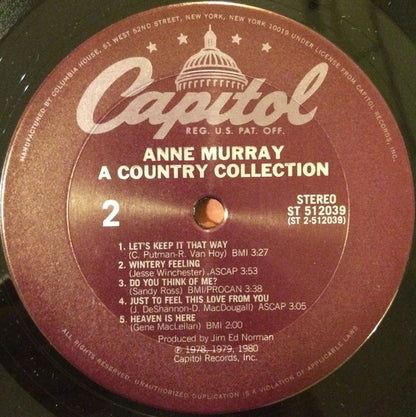 MANUFACTURED BY COLUMBIA HOUSE, 51 WEST 52ND STREET, NEW YORK, NEW YORK 10019 UNDER LICENSE FROM CAPITOL RECORDS, INC.
Capitol
REG. U.S. PAT. OFF.
ANNE MURRAY
A COUNTRY COLLECTION
2
STEREO
ST 512039
(ST 2-512039)
1. LET'S KEEP IT THAT WAY
(C. Putman-R. Van Hoy) BMI 3:27
2. WINTERY FEELING
(Jesse Winchester) ASCAP 3:53
3. DO YOU THINK OF ME?
(Sandy Ross) BMI/PROCAN 3:38
4. JUST TO FEEL THIS LOVE FROM YOU
(J. DeShannon-D. MacDougall) ASCAP 3:05
5. HEAVEN IS HERE
(Gene MacLellan) BMI 2:00
Produced by Jim Ed Norman
℗ 1978, 1979, 1980
Capitol Records, Inc.
ALL RIGHTS RESERVED. UNAUTHORIZED DUPLICATION IS A VIOLATION OF APPLICABLE LAWS